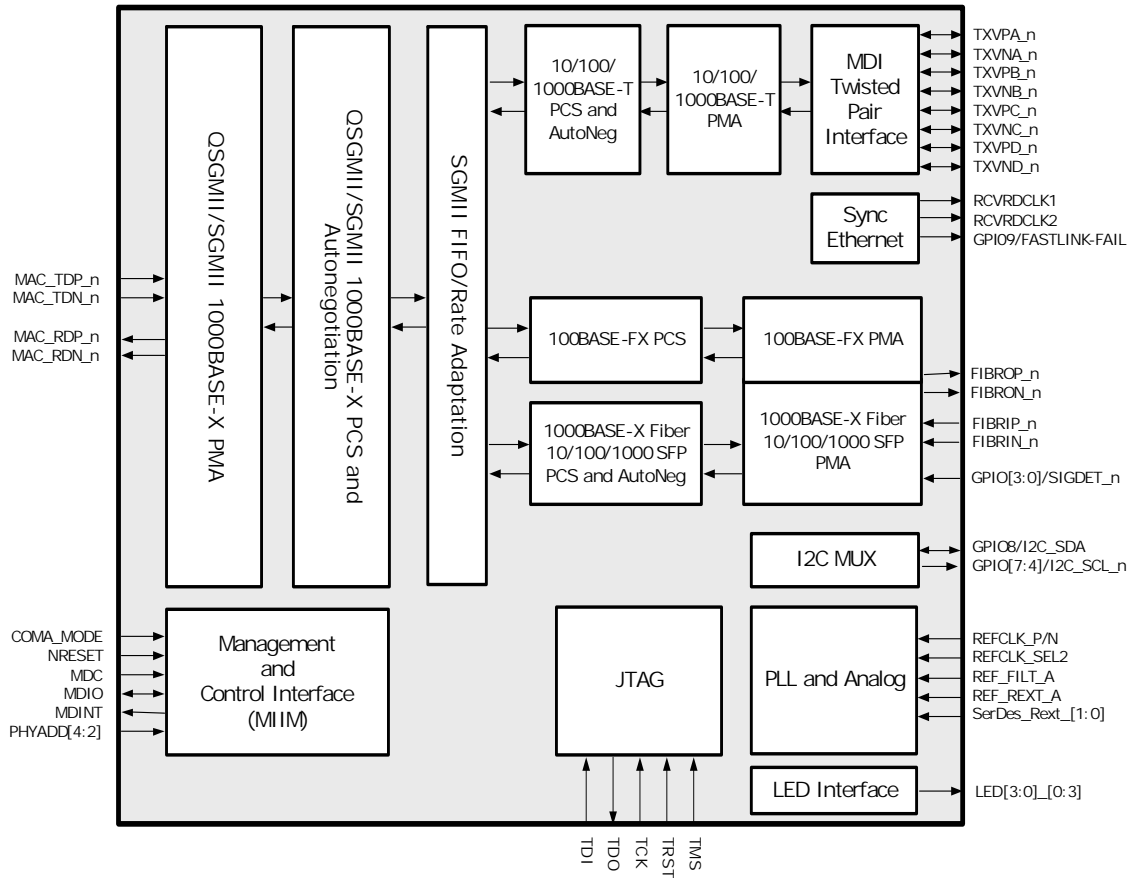 MAC_TDP_n
MAC_TDN_n
MAC_RDP_n
MAC_RDN_n
COMA_MODE
NRESET
MDC
MDIO
MDINT
PHYADD[4:2]
QSGMII/SGMII 1000BASE-X PMA
QSGMII/SGMII 1000BASE-X PCS and
Autonegotiation
SGMII FIFO/Rate Adaptation
10/100/
1000BASE-T
PCS and
AutoNeg
10/100/
1000BASE-T
PMA
MDI
Twisted
Pair
Interface
Sync
Ethernet
100BASE-FX PCS
100BASE-FX PMA
1000BASE-X Fiber
10/100/1000 SFP
PCS and AutoNeg
1000BASE-X Fiber
10/100/1000 SFP
PMA
I2C MUX
Management
and
Control Interface
(MIIM)
JTAG
PLL and Analog
LED Interface
TXVPA_n
TXVNA_n
TXVPB_n
TXVNB_n
TXVPC_n
TXVNC_n
TXVPD_n
TXVND_n
RCVRDCLK1
RCVRDCLK2
GPIO9/FASTLINK-FAIL
FIBROP_n
FIBRON_n
FIBRIP_n
FIBRIN_n
GPIO[3:0]/SIGDET_n
GPIO8/I2C_SDA
GPIO[7:4]/I2C_SCL_n
REFCLK_P/N
REFCLK_SEL2
REF_FILT_A
REF_REXT_A
SerDes_Rext_[1:0]
LED[3:0]_[0:3]
TDI
TDO
TCK
TRST
TMS